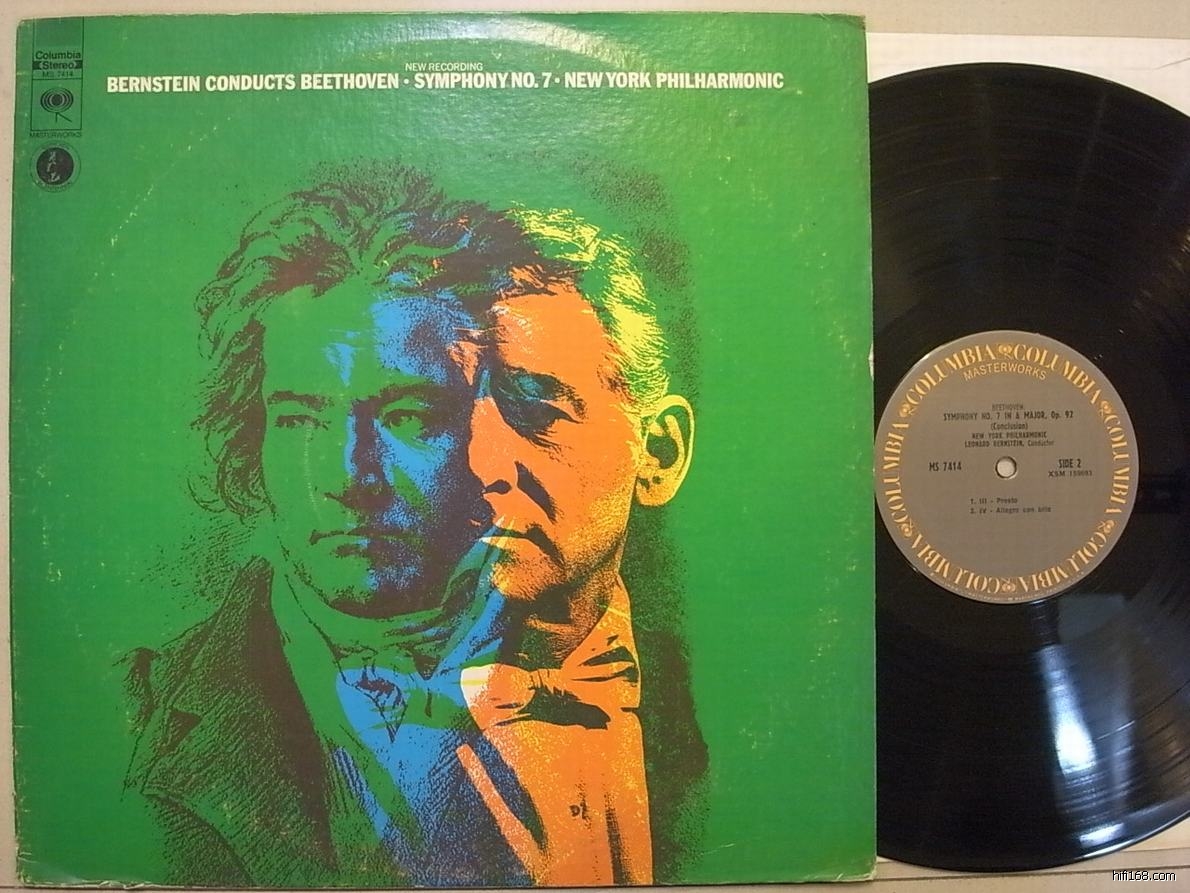 Columbia
Stereo
MS 7414
MASTERWORKS
NEW RECORDING
BERNSTEIN CONDUCTS BEETHOVEN • SYMPHONY NO. 7 • NEW YORK PHILHARMONIC
COLUMBIA COLUMBIA COLUMBIA COLUMBIA COLUMBIA COLUMBIA
MASTERWORKS
BEETHOVEN:
SYMPHONY NO. 7 IN A MAJOR, Op. 92
(Conclusion)
NEW YORK PHILHARMONIC
LEONARD BERNSTEIN, Conductor
MS 7414
SIDE 2
1. III - Presto
2. IV - Allegro con brio
hifi168.com